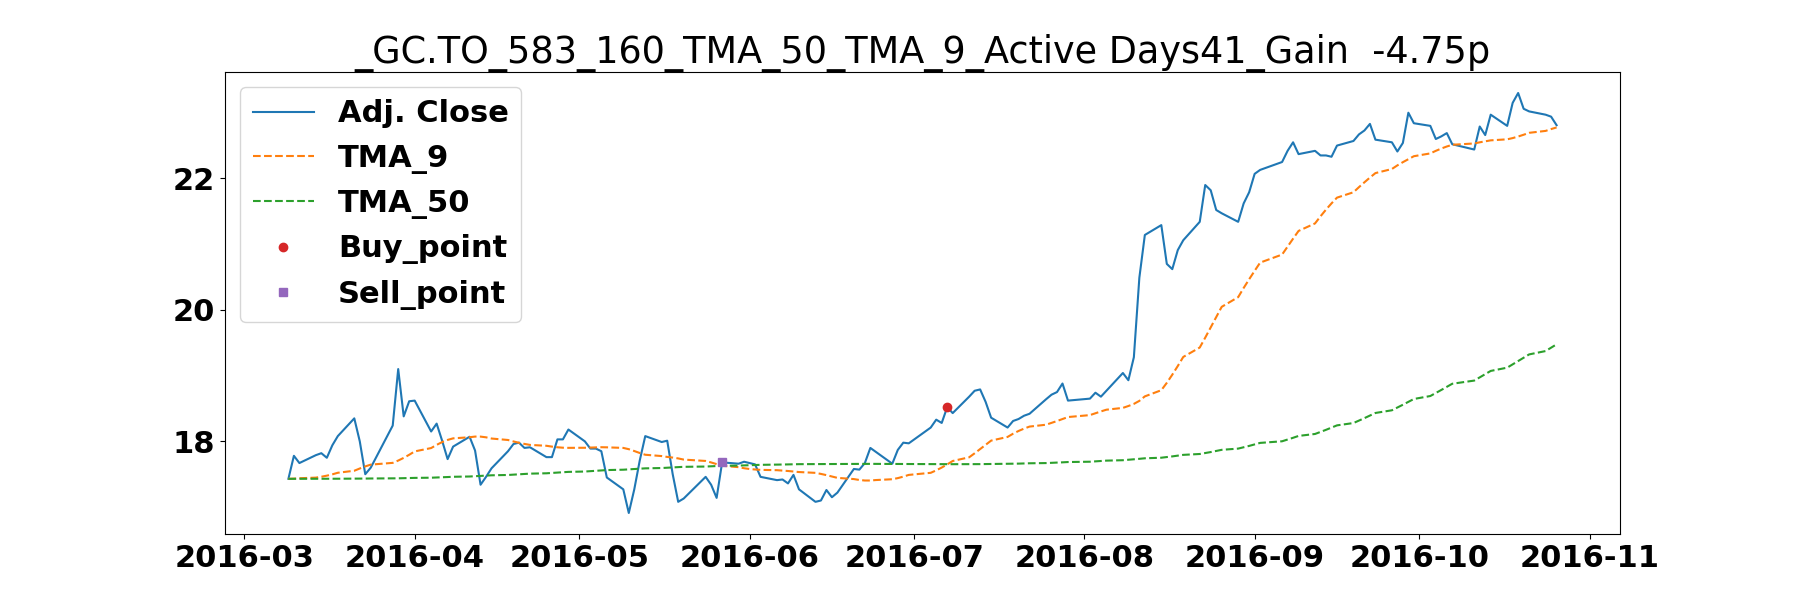 _GC.TO_583_160_TMA_50_TMA_9_Active Days41_Gain  -4.75p
Adj. Close
TMA_9
TMA_50
Buy_point
Sell_point
22
20
18
2016-03 2016-04 2016-05 2016-06 2016-07 2016-08 2016-09 2016-10 2016-11